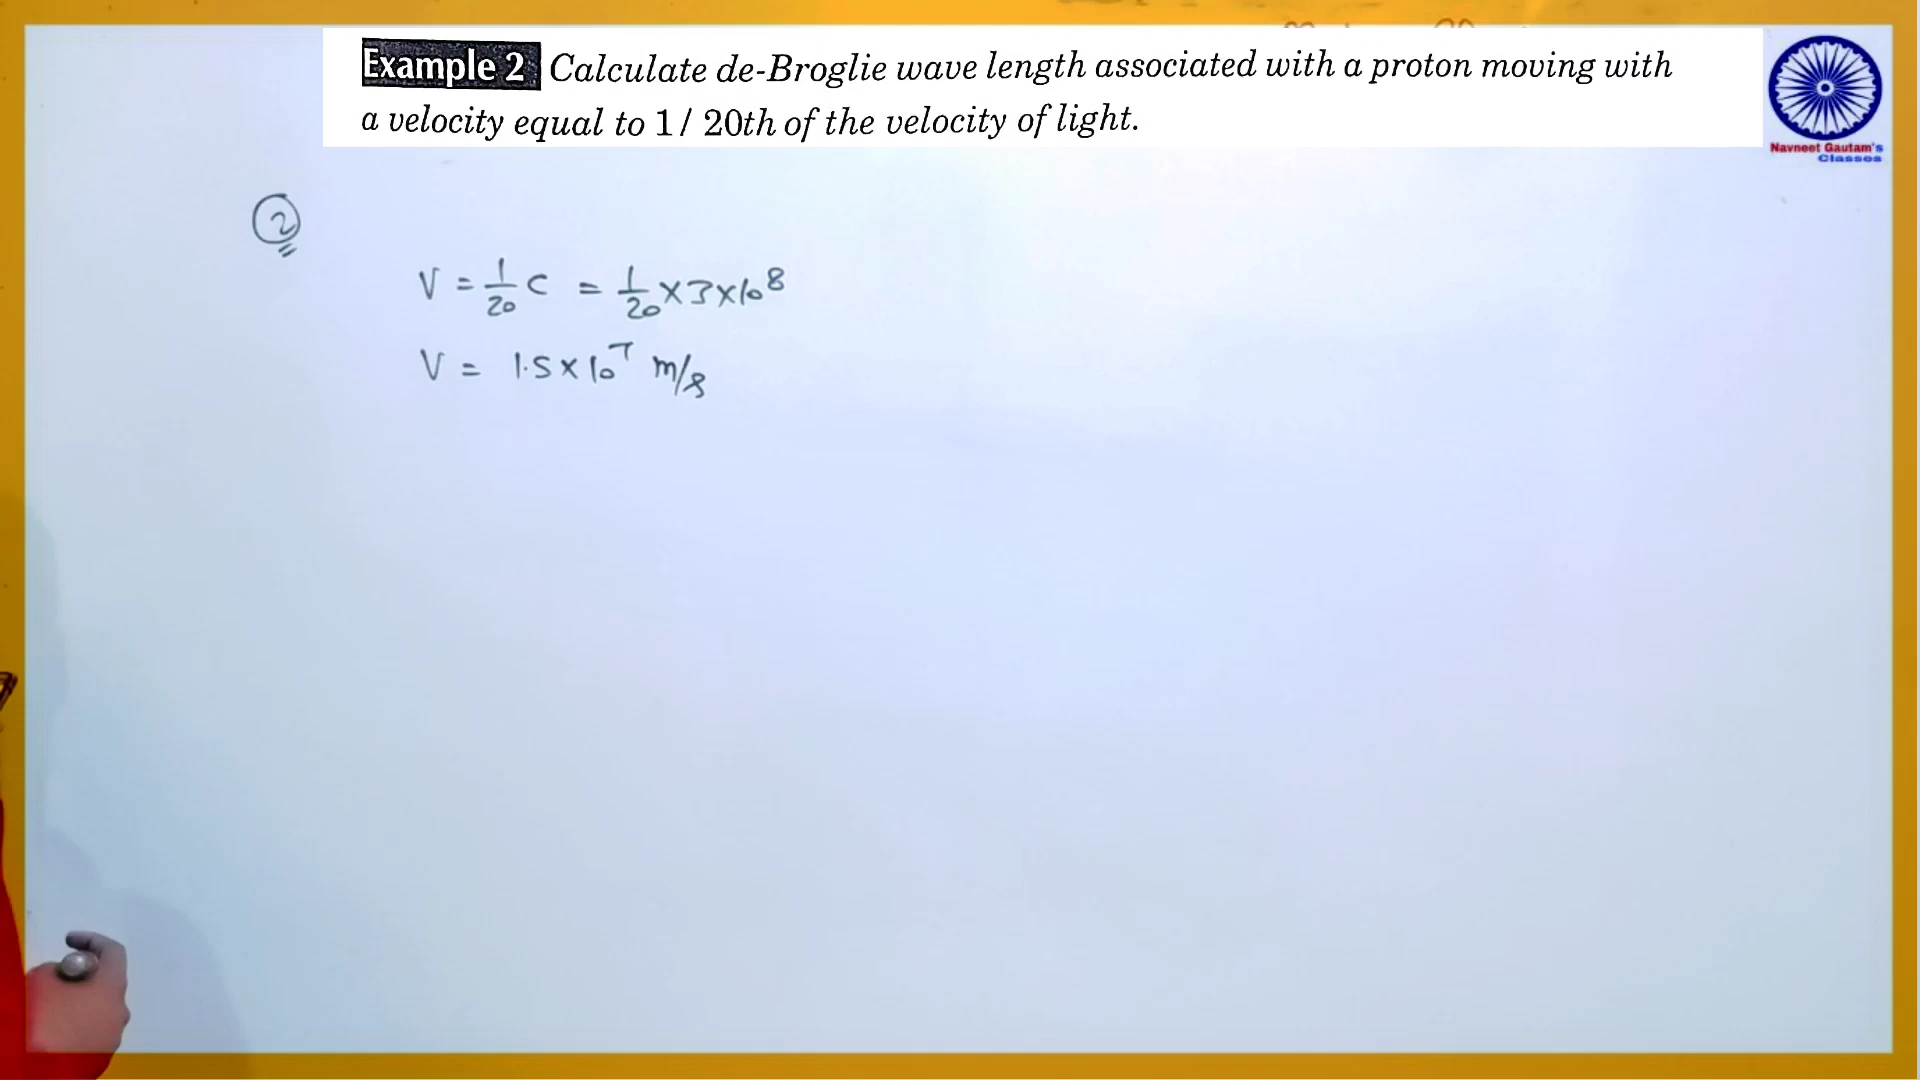 Example 2 Calculate de-Broglie wave length associated with a proton moving with
a velocity equal to 1 / 20th of the velocity of light.
Navneet Gautam's
Classes
2
V = 1/20 C = 1/20 × 3 × 10^8
V = 1.5 × 10^7 m/s